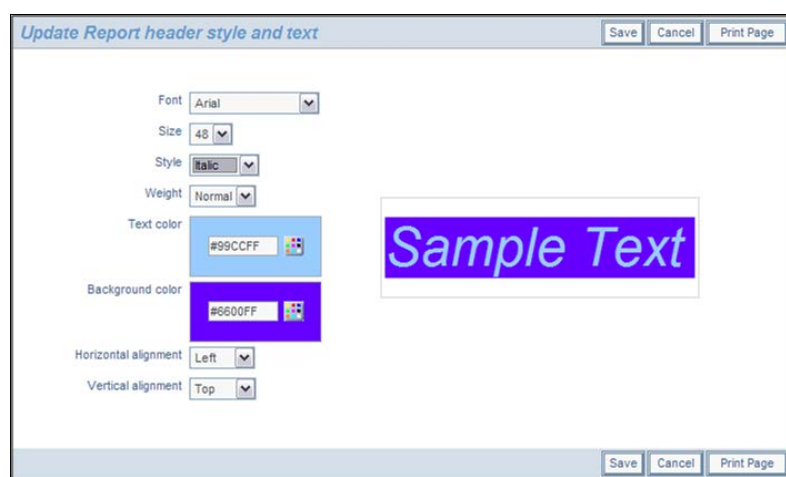 Update Report header style and text
Save Cancel Print Page
Font Arial
Size 48
Style Italic
Weight Normal
Text color
#99CCFF
Sample Text
Background color
#6600FF
Horizontal alignment Left
Vertical alignment Top
Save Cancel Print Page